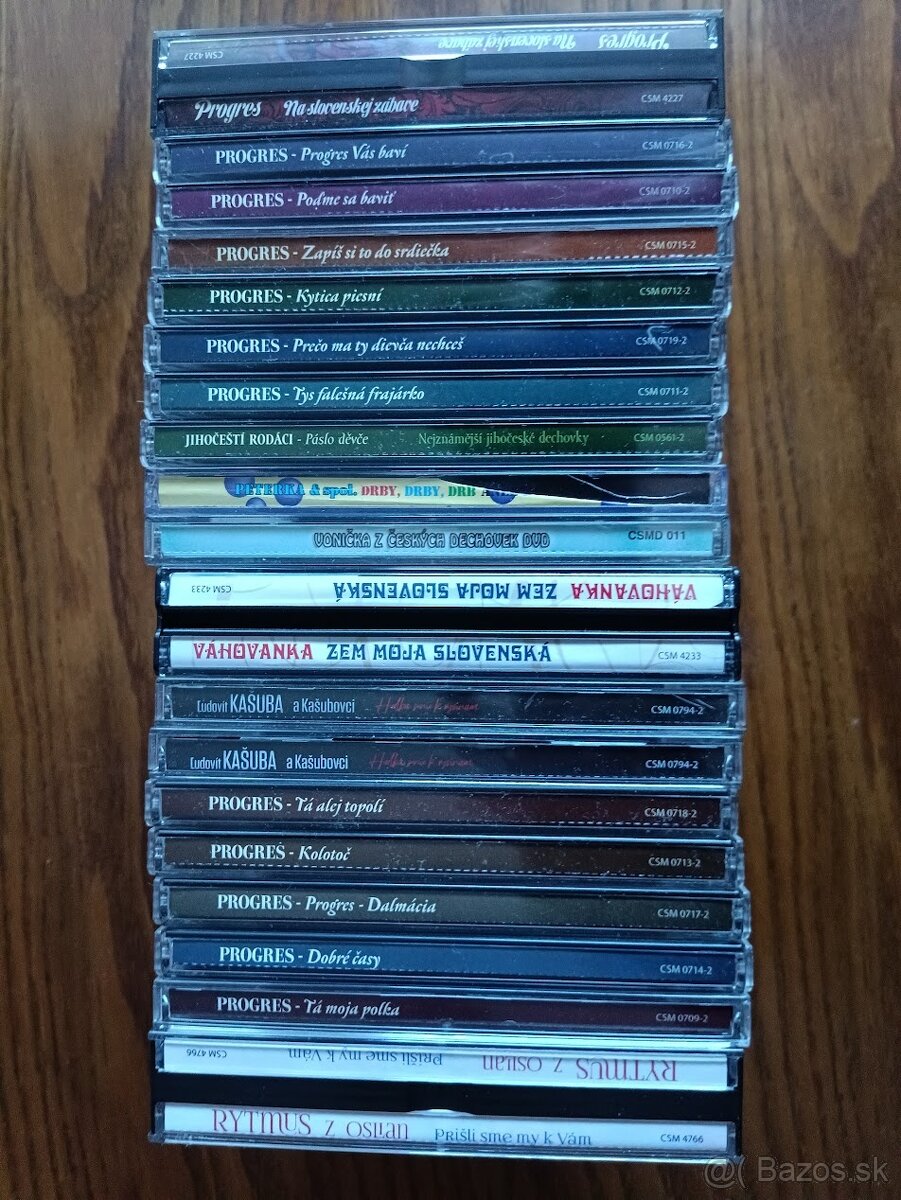 Progres Na slovenskej zábave CSM 4227
Progres Na slovenskej zábave CSM 4227
PROGRES - Progres Vás baví CSM 0716-2
PROGRES - Poďme sa baviť CSM 0710-2
PROGRES - Zapíš si to do srdiečka CSM 0715-2
PROGRES - Kytica piesní CSM 0712-2
PROGRES - Prečo ma ty dievča nechceš CSM 0719-2
PROGRES - Tys falešná frajárko CSM 0711-2
JIHOČEŠTÍ RODÁCI - Páslo děvče Nejznámější jihočeské dechovky CSM 0561-2
PETERKA & spol. DRBY, DRBY, DRB
VONIČKA Z ČESKÝCH DECHOVEK DVD CSMD 011
VÁHOVANKA ZEM MOJA SLOVENSKÁ CSM 4233
VÁHOVANKA ZEM MOJA SLOVENSKÁ CSM 4233
Ľudovít KAŠUBA a Kašubovci CSM 0794-2
Ľudovít KAŠUBA a Kašubovci CSM 0794-2
PROGRES - Tá alej topolí CSM 0718-2
PROGRES - Kolotoč CSM 0713-2
PROGRES - Progres - Dalmácia CSM 0717-2
PROGRES - Dobré časy CSM 0714-2
PROGRES - Tá moja polka CSM 0709-2
RYTMUS Z OSLIAN Prišli sme my k Vám CSM 4766
RYTMUS Z OSLIAN Prišli sme my k Vám CSM 4766
@( Bazos.sk